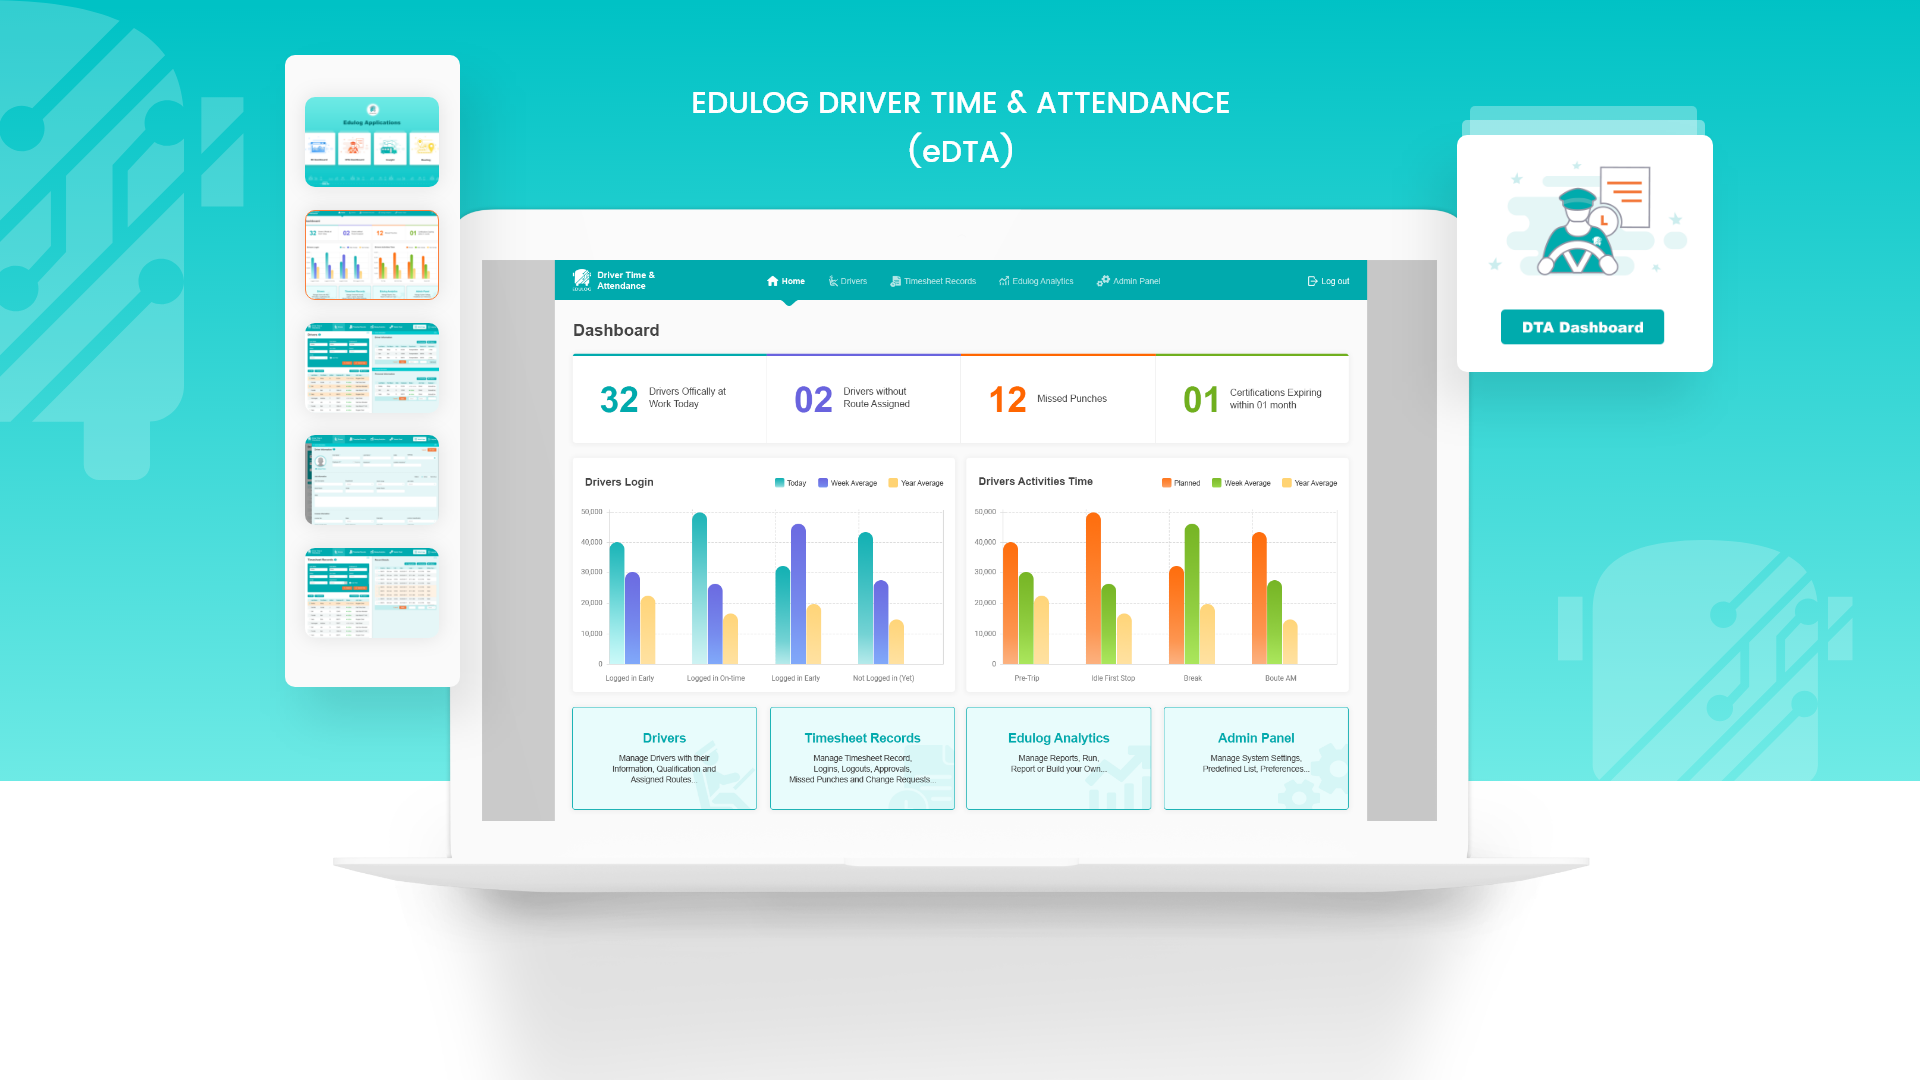 EDULOG DRIVER TIME & ATTENDANCE
(eDTA)
Edulog Applications
DTA Dashboard
EDULOG
Driver Time &
Attendance
Home
Drivers
Timesheet Records
Edulog Analytics
Admin Panel
Log out
Dashboard
32
Drivers Offically at
Work Today
02
Drivers without
Route Assigned
12
Missed Punches
01
Certifications Expiring
within 01 month
Drivers Login
Today
Week Average
Year Average
50,000
40,000
30,000
20,000
10,000
0
Logged in Early
Logged in On-time
Logged in Early
Not Logged in (Yet)
Drivers Activities Time
Planned
Week Average
Year Average
50,000
40,000
30,000
20,000
10,000
0
Pre-Trip
Idle First Stop
Break
Boute AM
Drivers
Manage Drivers with their
Information, Qualification and
Assigned Routes...
Timesheet Records
Manage Timesheet Record,
Logins, Logouts, Approvals,
Missed Punches and Change Requests...
Edulog Analytics
Manage Reports, Run,
Report or Build your Own...
Admin Panel
Manage System Settings,
Predefined List, Preferences...